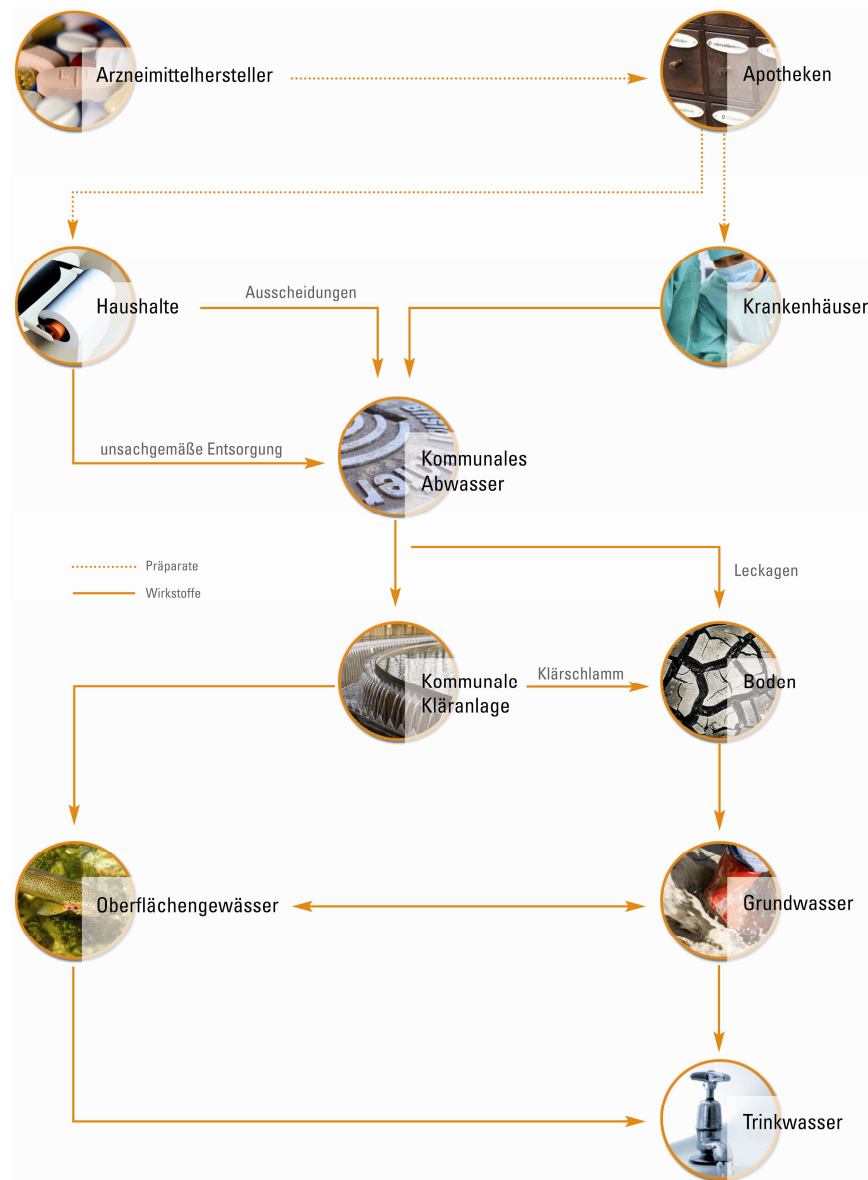 Arzneimittelhersteller
Apotheken
Haushalte
Ausscheidungen
Krankenhäuser
unsachgemäße Entsorgung
Kommunales
Abwasser
Präparate
Wirkstoffe
Leckagen
Kommunale
Kläranlage
Klärschlamm
Boden
Oberflächengewässer
Grundwasser
Trinkwasser